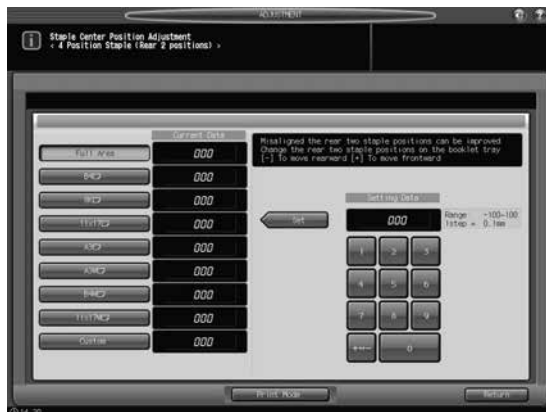 ADJUSTMENT
Staple Center Position Adjustment
< 4 Position Staple (Rear 2 positions) >
Current Data
Full Area 000
000
000
11x17 000
A3 000
000
000
000
Custom 000
Misaligned the rear two staple positions can be improved
Change the rear two staple positions on the booklet tray
[-] To move rearward [+] To move frontward
Setting Data
Set 000
Range -100~100
1step = 0.1mm
1 2 3
4 5 6
7 8 9
+↔- 0
Print Mode
Return